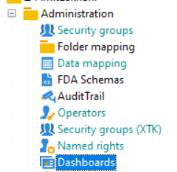 Administration
Security groups
Folder mapping
Data mapping
FDA Schemas
AuditTrail
Operators
Security groups (XTK)
Named rights
Dashboards